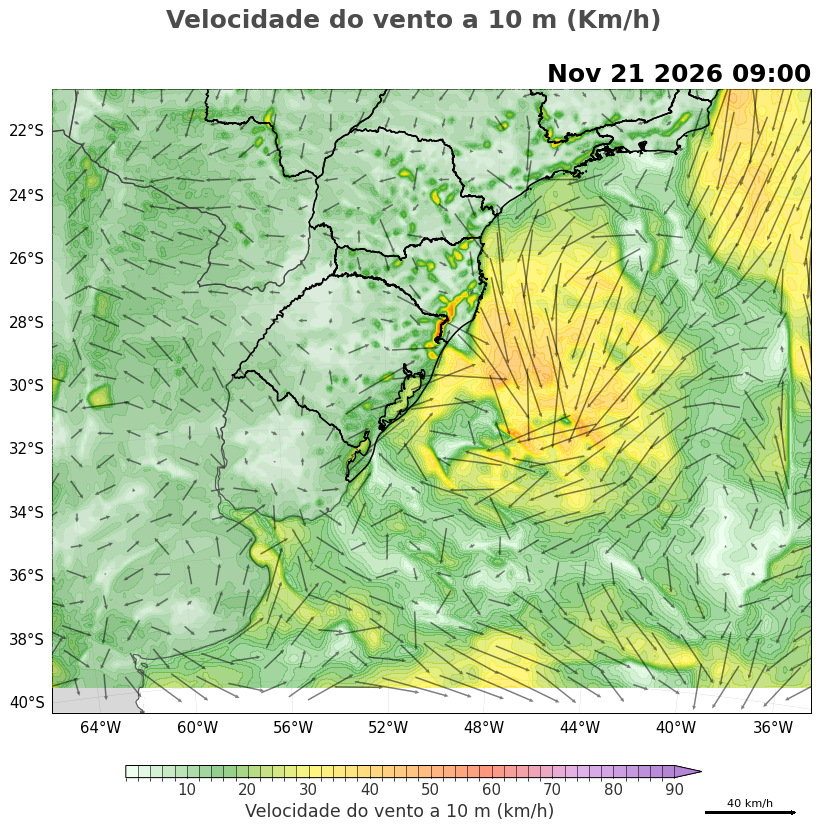 Velocidade do vento a 10 m (Km/h)
Nov 21 2026 09:00
22°S
24°S
26°S
28°S
30°S
32°S
34°S
36°S
38°S
40°S
64°W 60°W 56°W 52°W 48°W 44°W 40°W 36°W
10 20 30 40 50 60 70 80 90
Velocidade do vento a 10 m (km/h)
40 km/h